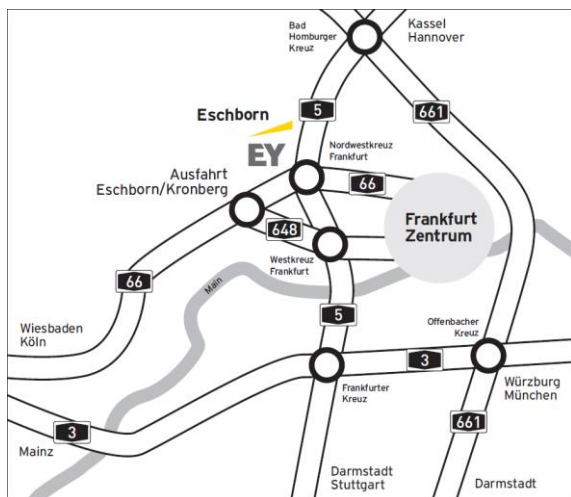 Bad
Homburger
Kreuz
Kassel
Hannover
5
661
Eschborn
EY
Nordwestkreuz
Frankfurt
Ausfahrt
Eschborn/Kronberg
66
648
Frankfurt
Zentrum
Westkreuz
Frankfurt
66
Main
5
Wiesbaden
Köln
Offenbacher
Kreuz
3
Frankfurter
Kreuz
Würzburg
München
3
Mainz
661
Darmstadt
Stuttgart
Darmstadt